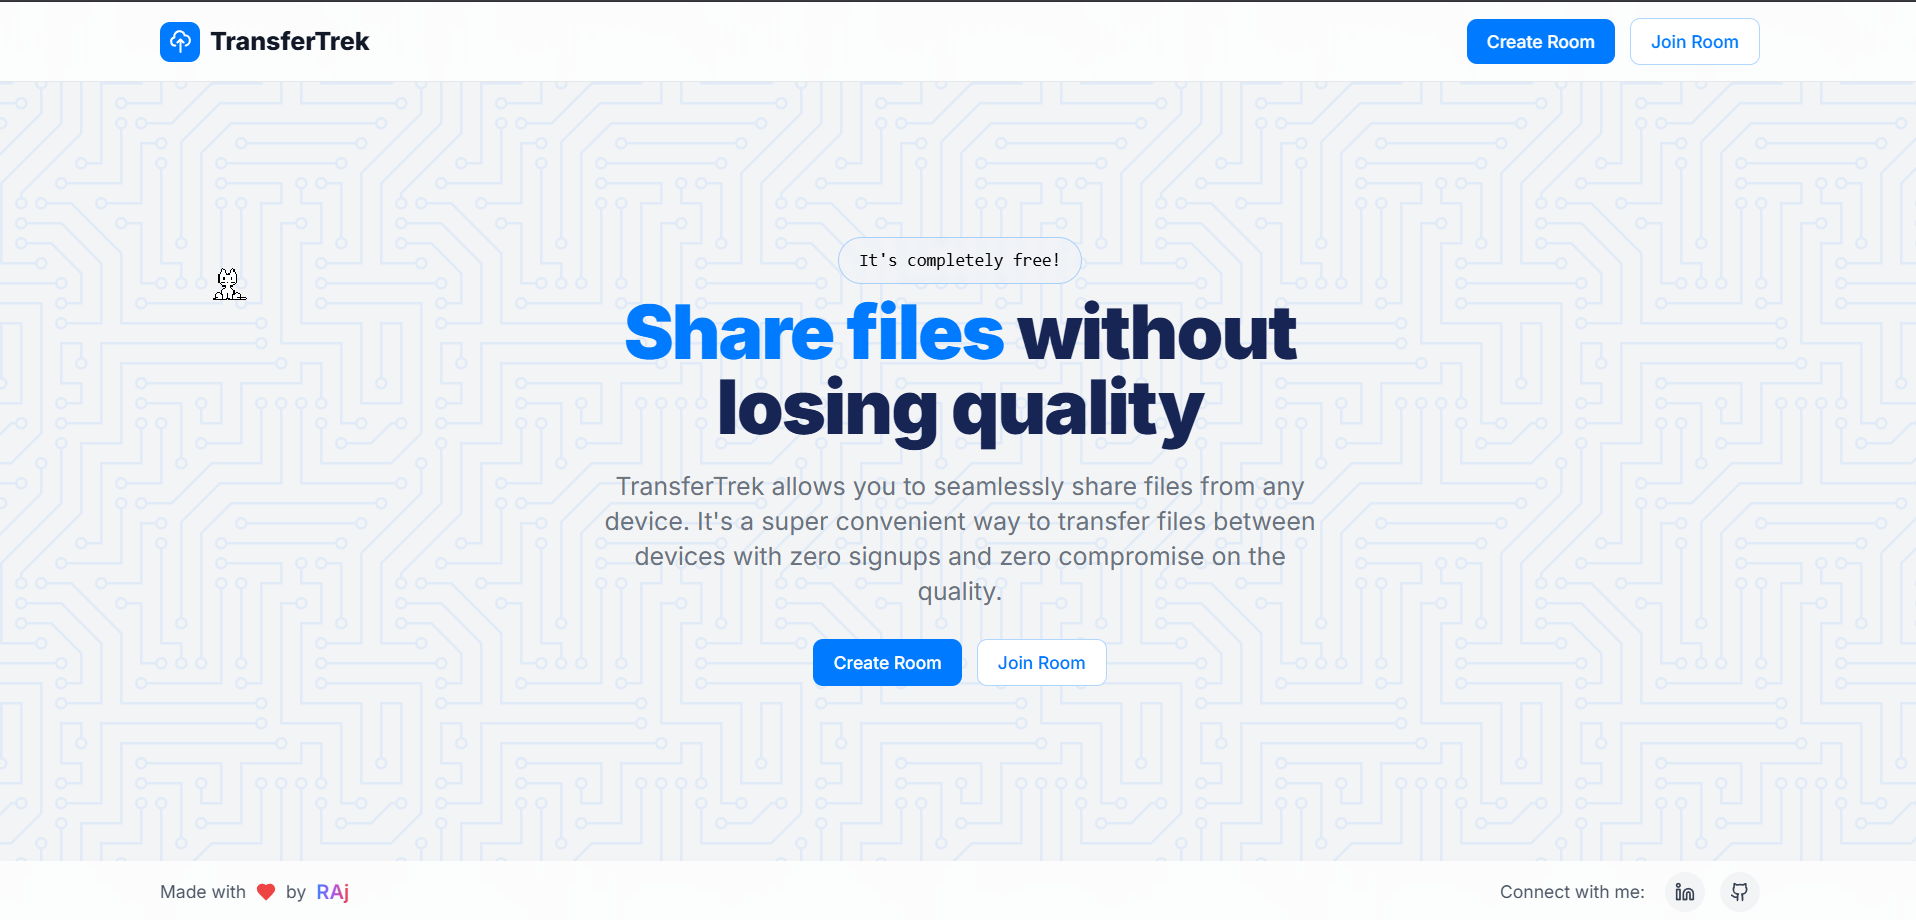 TransferTrek
Create Room
Join Room
It's completely free!
Share files without
losing quality
TransferTrek allows you to seamlessly share files from any
device. It's a super convenient way to transfer files between
devices with zero signups and zero compromise on the
quality.
Create Room
Join Room
Made with ❤️ by RAj
Connect with me: